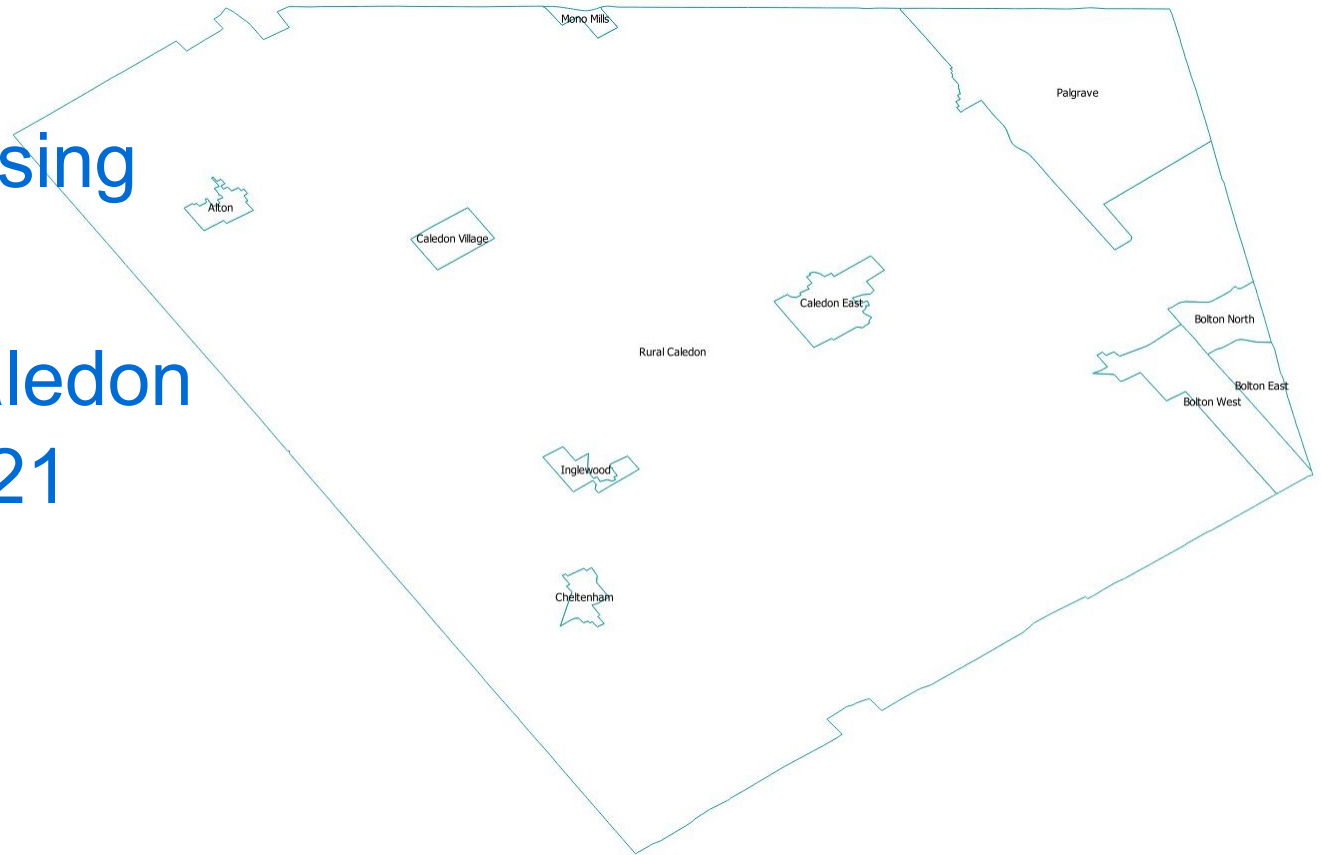 Mono Mills
Palgrave
sing
Alton
Caledon Village
Caledon East
Bolton North
Rural Caledon
ledon
Bolton East
Bolton West
21
Inglewood
Cheltenham